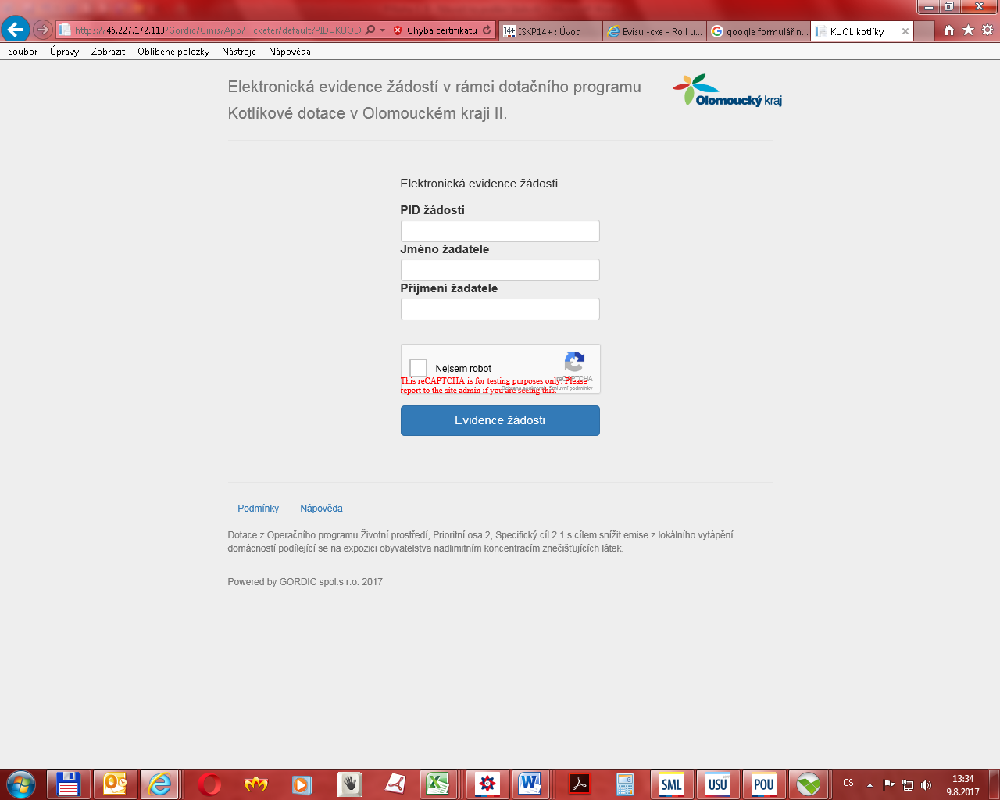 https://46.227.172.113/Gordic/Ginis/App/Ticketer/default?PID=KUOL
Chyba certifikátu
ISKP14+ : Úvod
Evisul-cxe - Roll u...
google formulář n...
KUOL kotlíky
Soubor Úpravy Zobrazit Oblíbené položky Nástroje Nápověda
Elektronická evidence žádostí v rámci dotačního programu
Kotlíkové dotace v Olomouckém kraji II.
Olomoucký kraj
Elektronická evidence žádosti
PID žádosti
Jméno žadatele
Příjmení žadatele
Nejsem robot
reCAPTCHA
This reCAPTCHA is for testing purposes only. Please
report to the site admin if you are seeing this.
Evidence žádosti
Podmínky Nápověda
Dotace z Operačního programu Životní prostředí, Prioritní osa 2, Specifický cíl 2.1 s cílem snížit emise z lokálního vytápění
domácností podílející se na expozici obyvatelstva nadlimitním koncentracím znečišťujících látek.
Powered by GORDIC spol.s r.o. 2017
SML
USU
POU
CS
13:34
9.8.2017